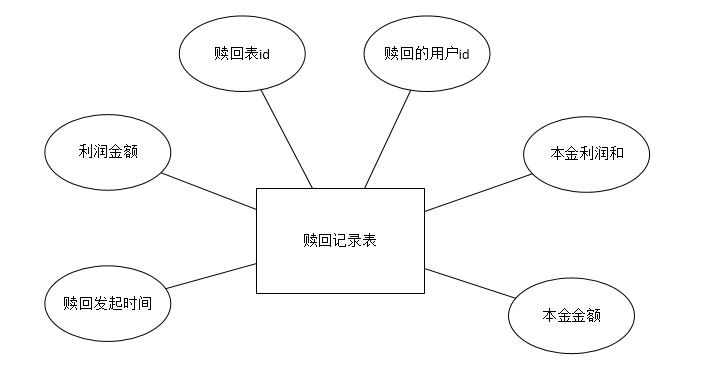 赎回表id
赎回的用户id
利润金额
本金利润和
赎回记录表
赎回发起时间
本金金额